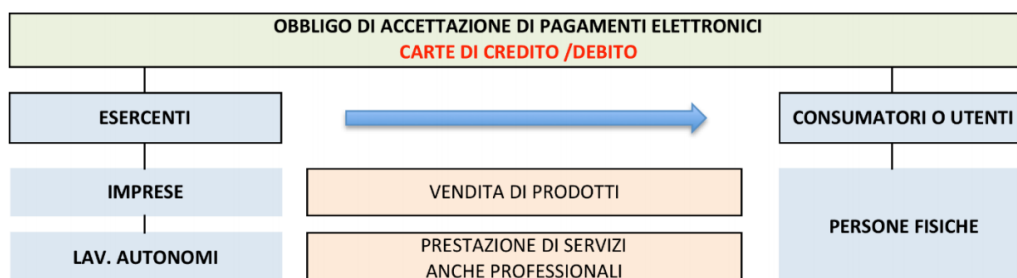 OBBLIGO DI ACCETTAZIONE DI PAGAMENTI ELETTRONICI
CARTE DI CREDITO /DEBITO
ESERCENTI
CONSUMATORI O UTENTI
IMPRESE
VENDITA DI PRODOTTI
PERSONE FISICHE
LAV. AUTONOMI
PRESTAZIONE DI SERVIZI
ANCHE PROFESSIONALI